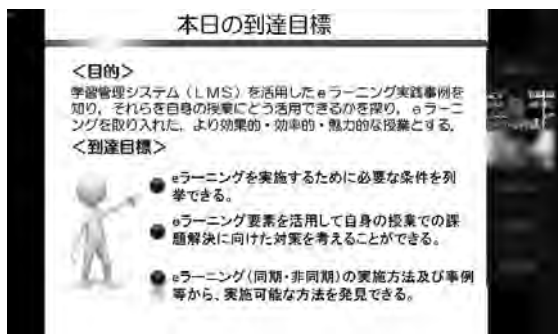 本日の到達目標
＜目的＞
学習管理システム（ＬＭＳ）を活用したｅラーニング実践事例を
知り，それらを自身の授業にどう活用できるかを探り，ｅラーニ
ングを取り入れた，より効果的・効率的・魅力的な授業とする。
＜到達目標＞
eラーニングを実施するために必要な条件を列
挙できる。
eラーニング要素を活用して自身の授業での課
題解決に向けた対策を考えることができる。
eラーニング（同期・非同期）の実施方法及び事例
等から、実施可能な方法を発見できる。